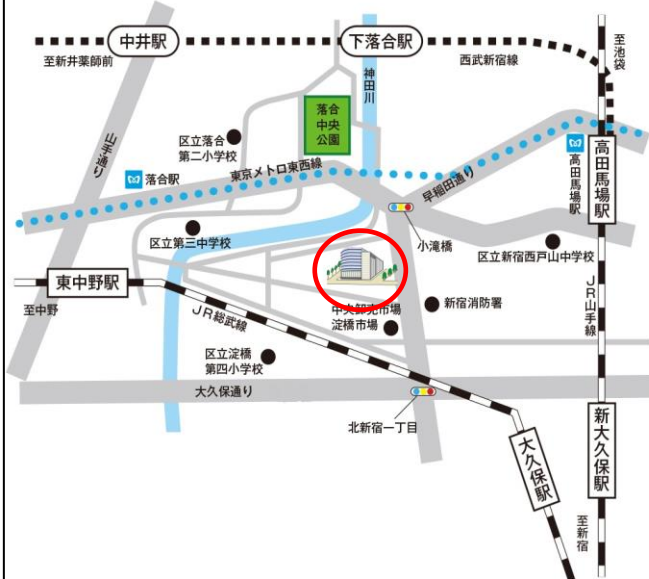 中井駅
下落合駅
至新井薬師前
西武新宿線
至池袋
神田川
山手通り
落合
中央
公園
区立落合
第二小学校
東京メトロ東西線
落合駅
早稲田通り
高田馬場駅
高田馬場駅
小滝橋
区立第三中学校
区立新宿西戸山中学校
東中野駅
至中野
JR総武線
中央卸売市場
淀橋市場
新宿消防署
JR山手線
区立淀橋
第四小学校
大久保通り
北新宿一丁目
大久保駅
新大久保駅
至新宿